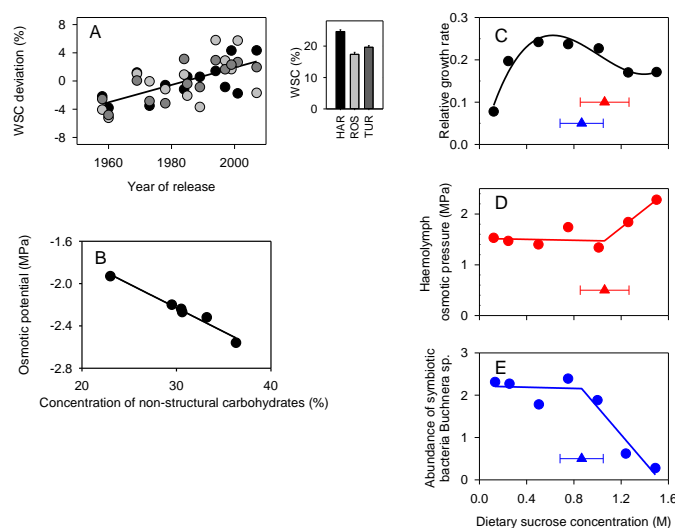 A
WSC deviation (%)
8
4
0
-4
-8
1960
1980
2000
Year of release
WSC (%)
20
10
0
HAR
ROS
TUR
B
Osmotic potential (MPa)
-1.6
-2.0
-2.4
-2.8
20
30
40
Concentration of non-structural carbohydrates (%)
C
Relative growth rate
0.3
0.2
0.1
0.0
D
Haemolymph
osmotic pressure (MPa)
2
1
0
E
Abundance of symbiotic
bacteria Buchnera sp.
3
2
1
0
0.0
0.4
0.8
1.2
1.6
Dietary sucrose concentration (M)